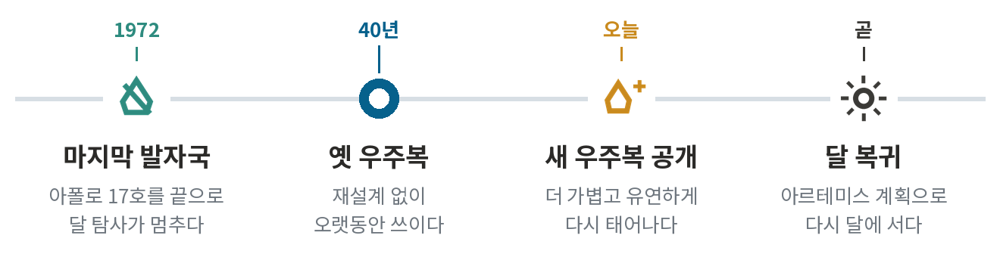 1972
마지막 발자국
아폴로 17호를 끝으로
달 탐사가 멈추다
40년
옛 우주복
재설계 없이
오랫동안 쓰이다
오늘
새 우주복 공개
더 가볍고 유연하게
다시 태어나다
곧
달 복귀
아르테미스 계획으로
다시 달에 서다